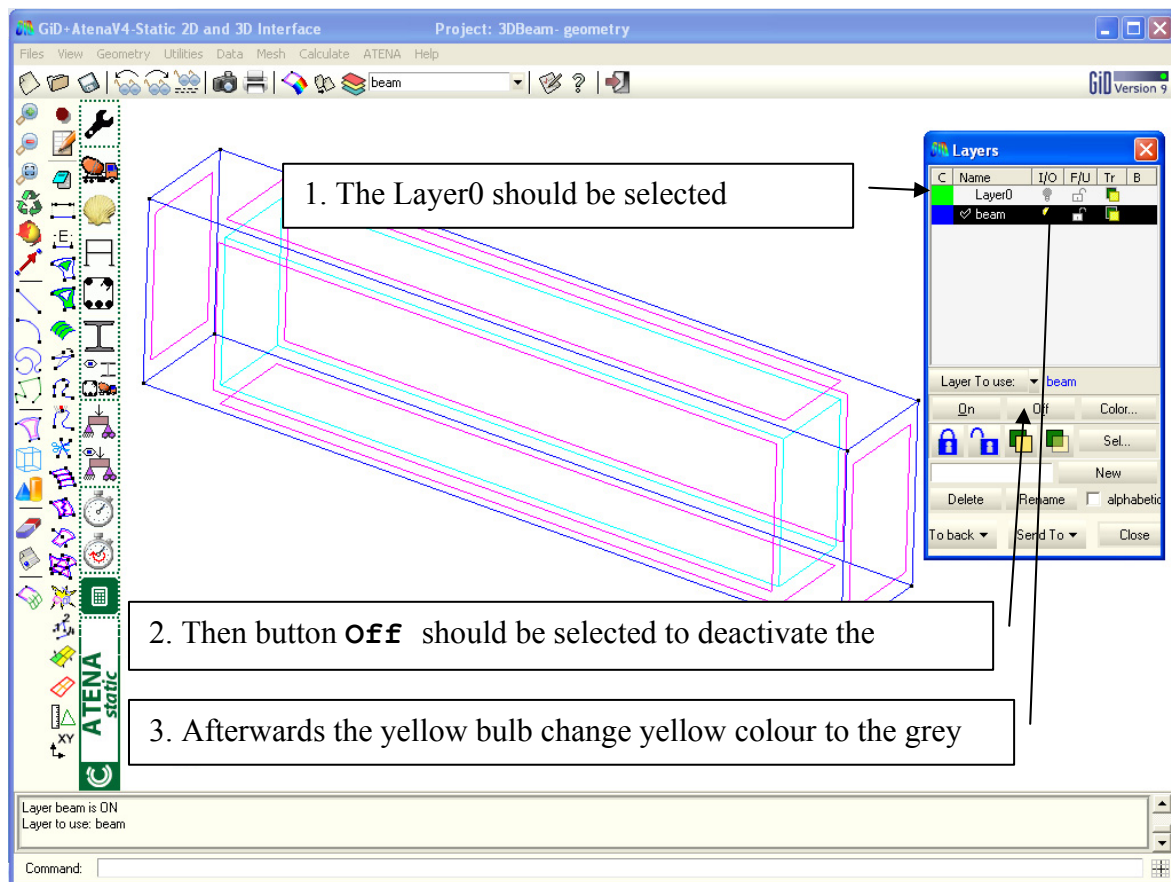 GiD+AtenaV4-Static 2D and 3D Interface Project: 3DBeam- geometry
Files View Geometry Utilities Data Mesh Calculate ATENA Help
beam
GiD Version 9
Layers
C Name I/O F/U Tr B
Layer0
beam
1. The Layer0 should be selected
Layer To use: beam
On Off Color...
Sel...
New
Delete Rename alphabetic
To back Send To Close
.E.
2. Then button Off should be selected to deactivate the
3. Afterwards the yellow bulb change yellow colour to the grey
XY
ATENA
static
Layer beam is ON
Layer to use: beam
Command: